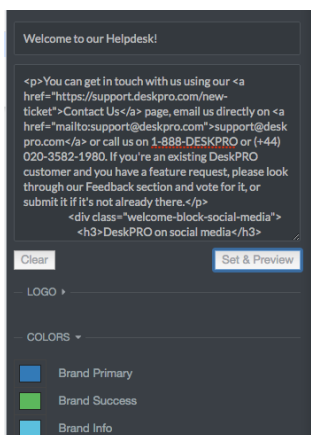 Welcome to our Helpdesk!
<p>You can get in touch with us using our <a
href="https://support.deskpro.com/new-
ticket">Contact Us</a> page, email us directly on <a
href="mailto:support@deskpro.com">support@desk
pro.com</a> or call us on 1-888-DESKPRO or (+44)
020-3582-1980. If you're an existing DeskPRO
customer and you have a feature request, please look
through our Feedback section and vote for it, or
submit it if it's not already there.</p>
<div class="welcome-block-social-media">
<h3>DeskPRO on social media</h3>
Clear
Set & Preview
LOGO
COLORS
Brand Primary
Brand Success
Brand Info